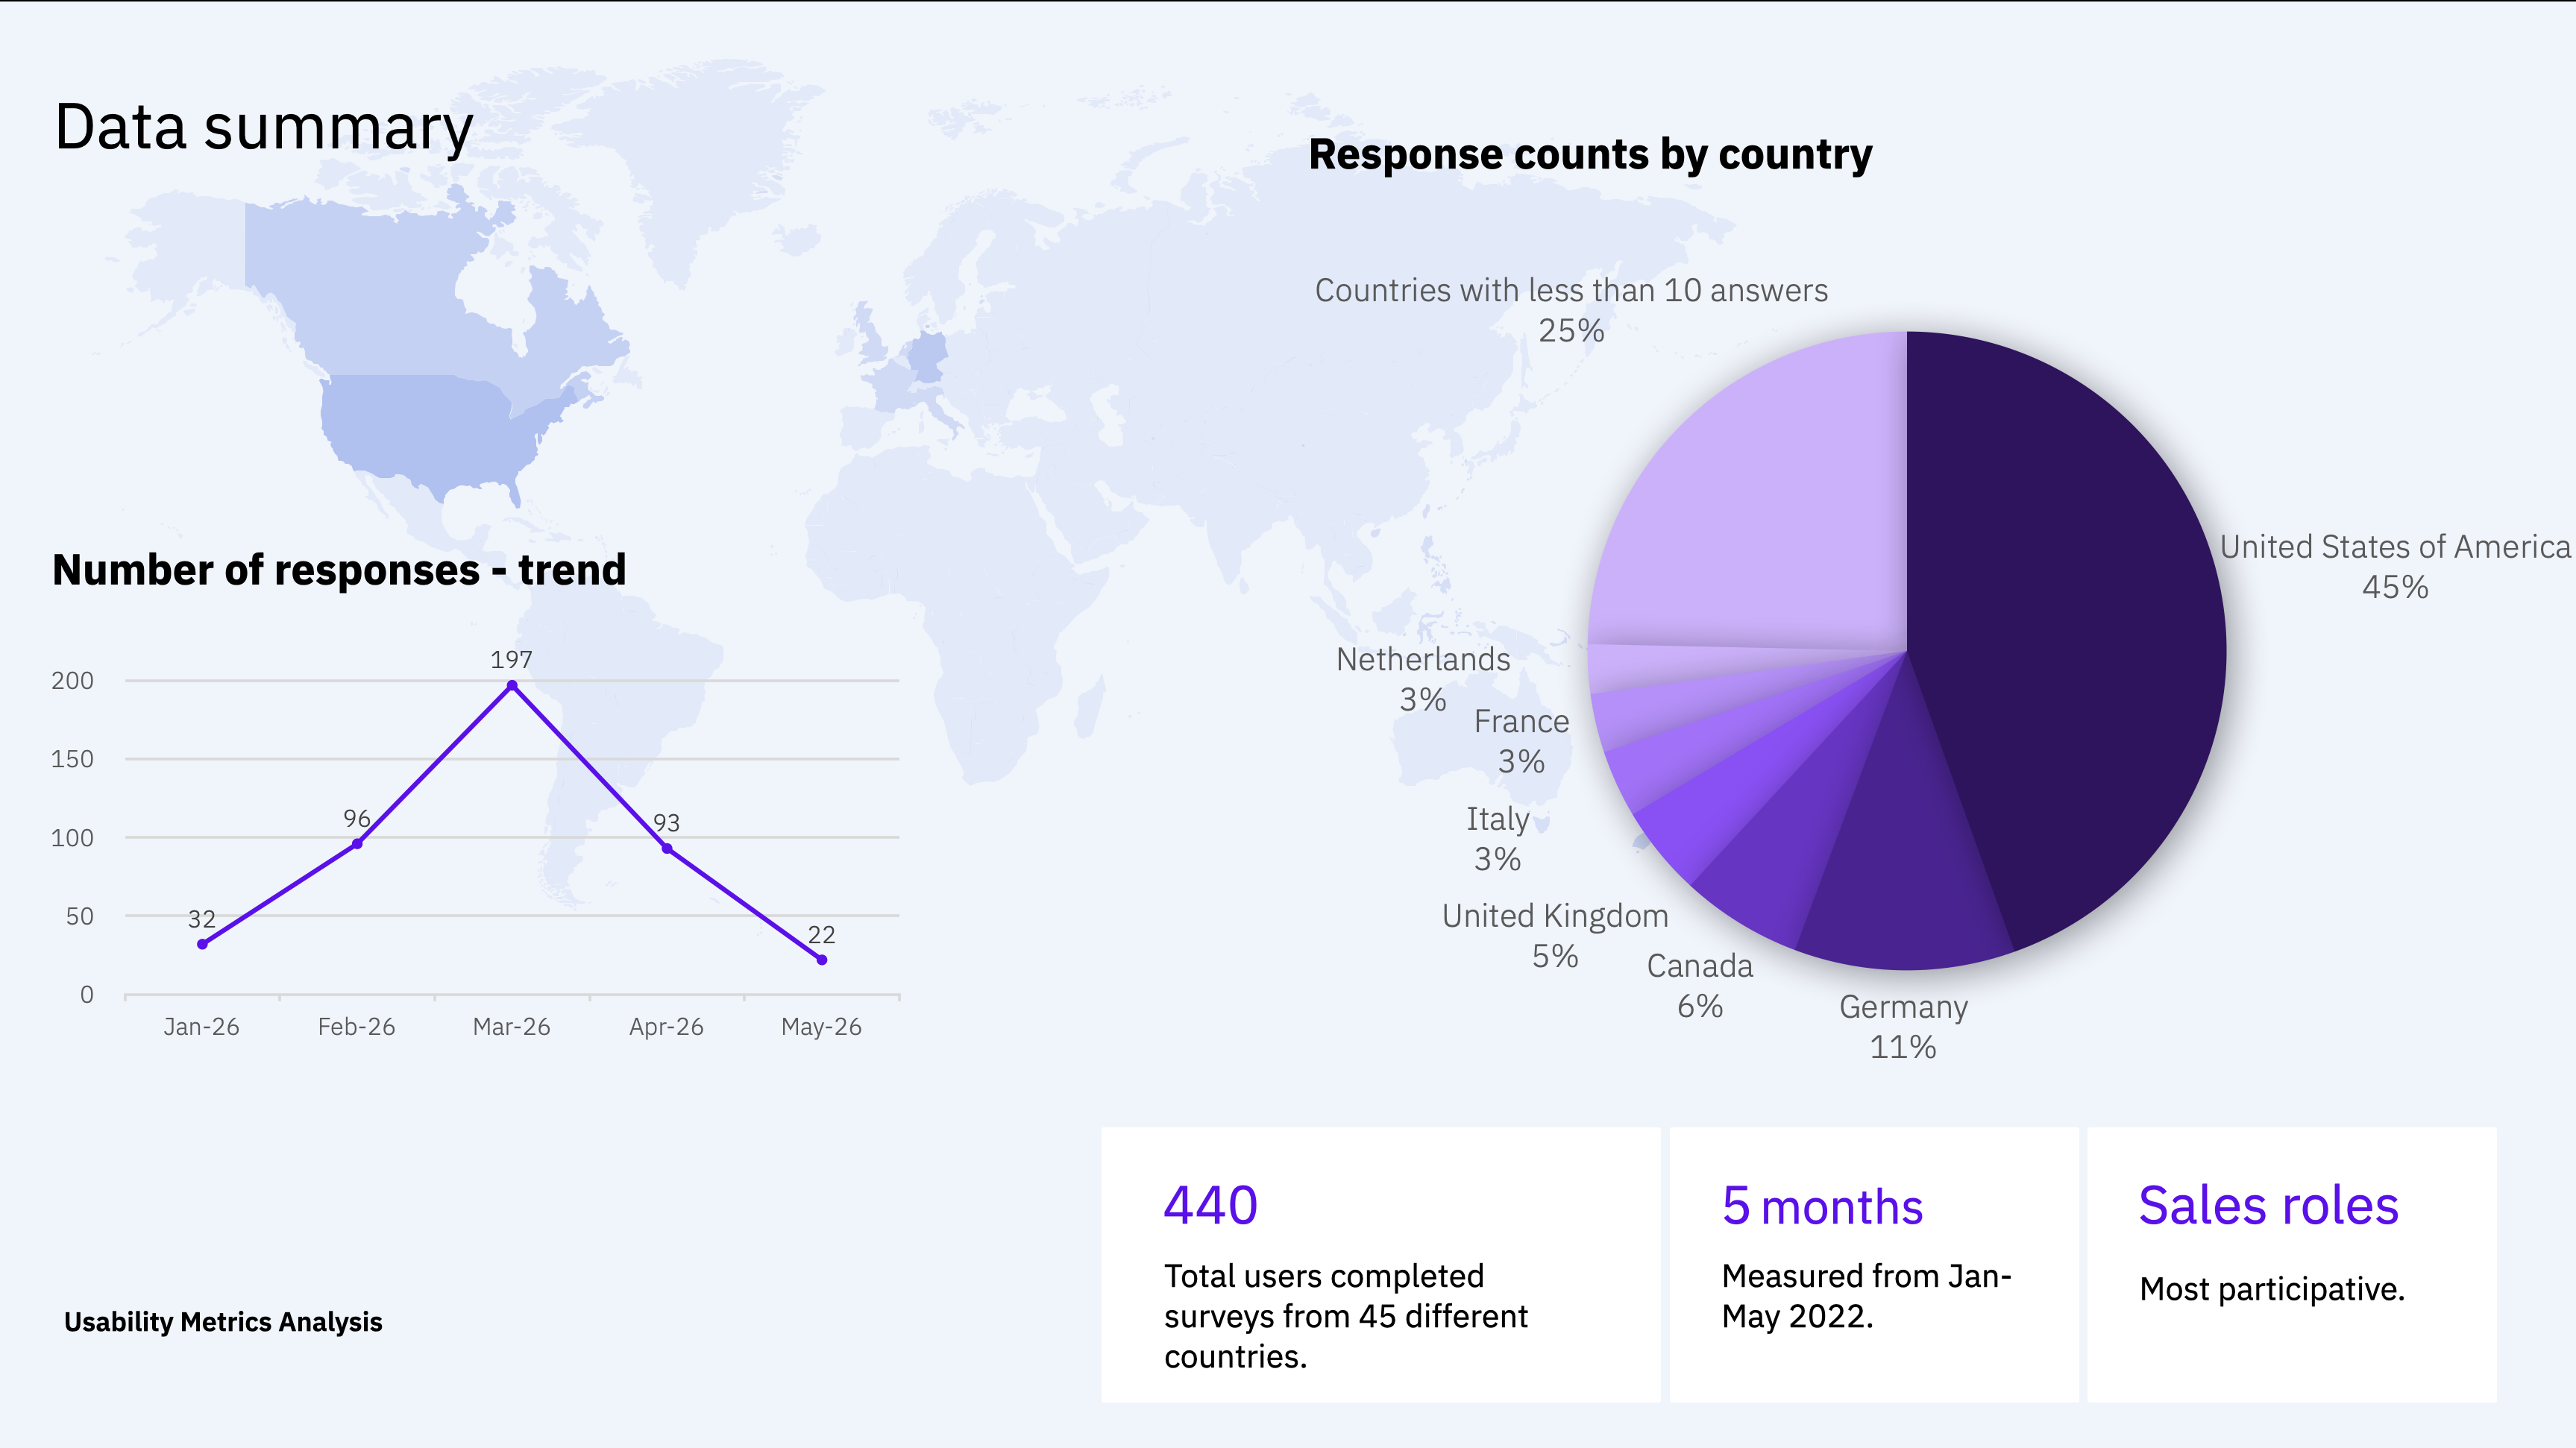 Data summary
Number of responses - trend
200
150
100
50
0
32
96
197
93
22
Jan-26
Feb-26
Mar-26
Apr-26
May-26
Response counts by country
Countries with less than 10 answers
25%
United States of America
45%
Netherlands
3%
France
3%
Italy
3%
United Kingdom
5%
Canada
6%
Germany
11%
440
Total users completed
surveys from 45 different
countries.
5 months
Measured from Jan-
May 2022.
Sales roles
Most participative.
Usability Metrics Analysis